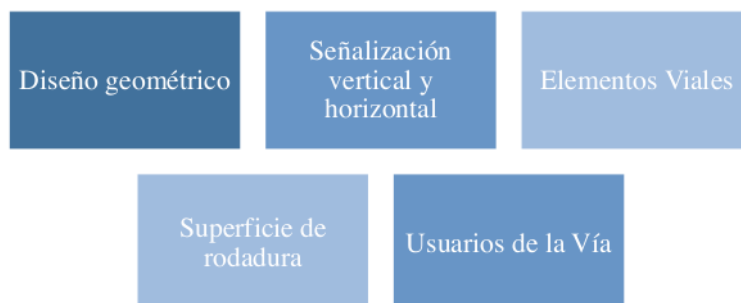 Diseño geométrico
Señalización
vertical y
horizontal
Elementos Viales
Superficie de
rodadura
Usuarios de la Vía